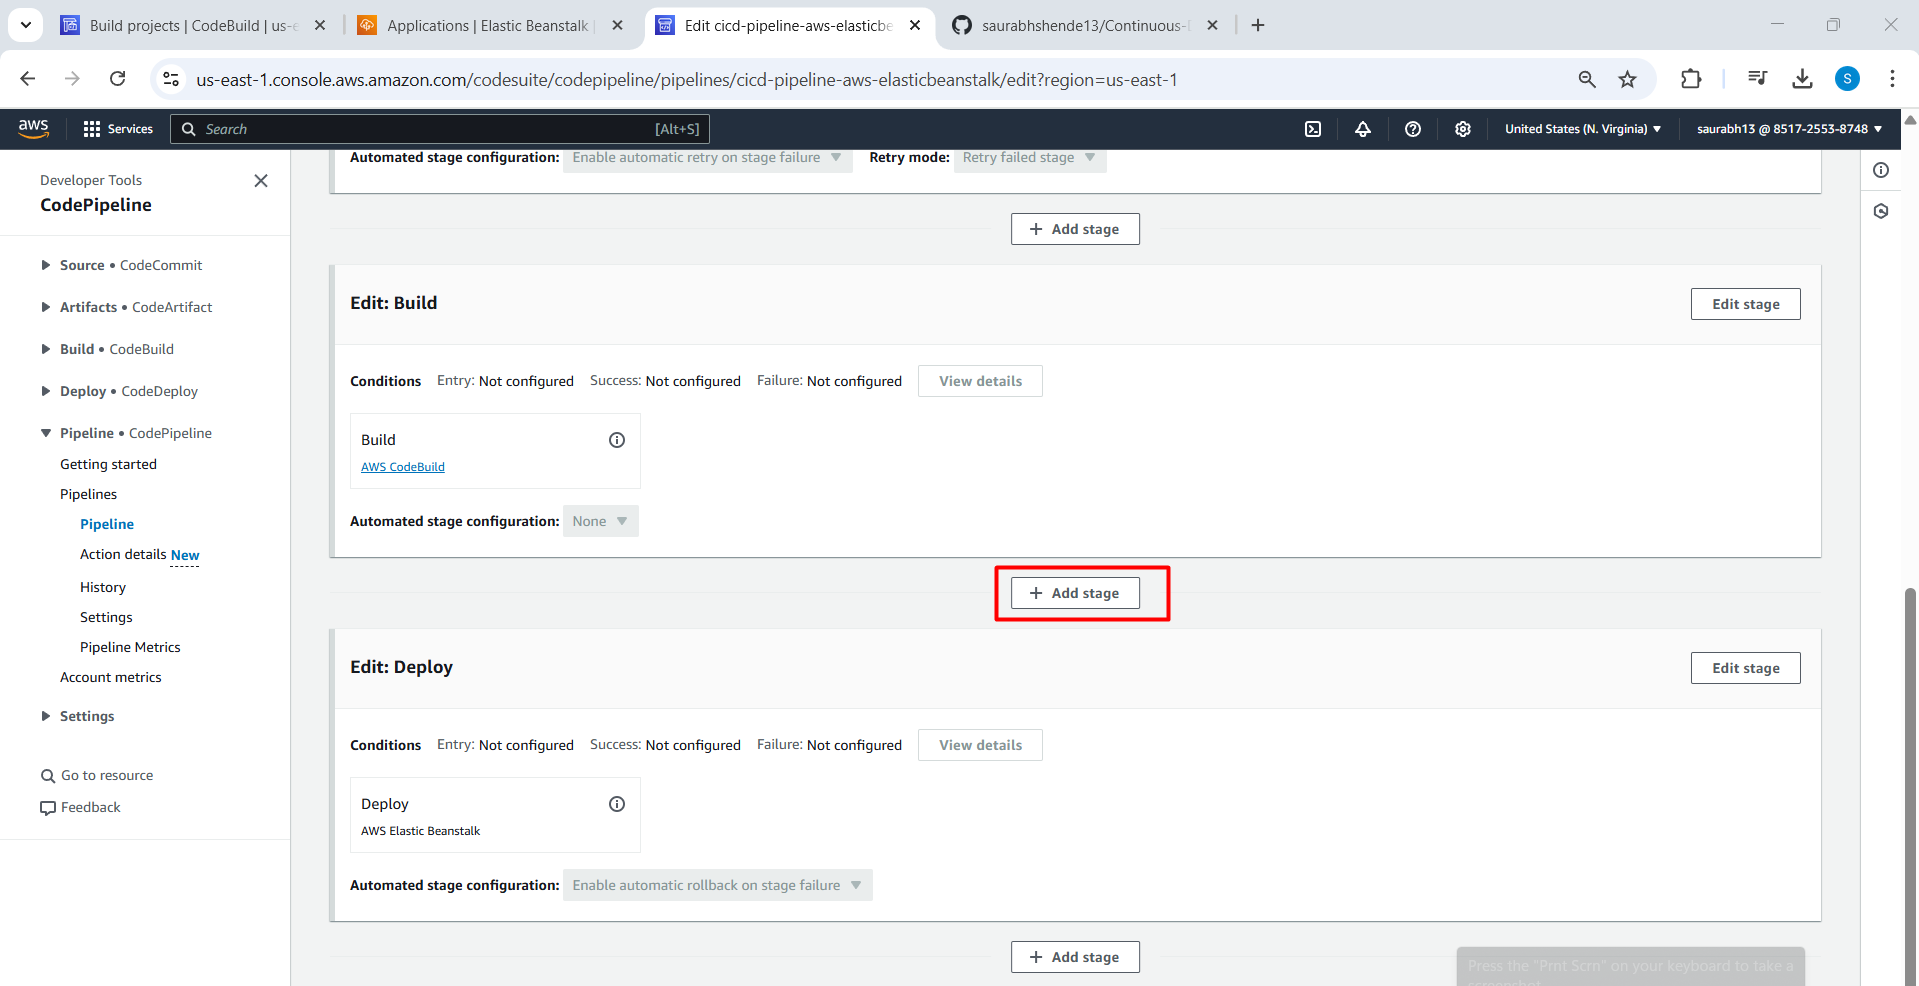 Build projects | CodeBuild | us-e
Applications | Elastic Beanstalk |
Edit cicd-pipeline-aws-elasticbe
saurabhshende13/Continuous-D
us-east-1.console.aws.amazon.com/codesuite/codepipeline/pipelines/cicd-pipeline-aws-elasticbeanstalk/edit?region=us-east-1
S
aws
Services
Search
[Alt+S]
United States (N. Virginia)
saurabh13 @ 8517-2553-8748
Developer Tools
CodePipeline
Source • CodeCommit
Artifacts • CodeArtifact
Build • CodeBuild
Deploy • CodeDeploy
Pipeline • CodePipeline
Getting started
Pipelines
Pipeline
Action details New
History
Settings
Pipeline Metrics
Account metrics
Settings
Go to resource
Feedback
Automated stage configuration: Enable automatic retry on stage failure Retry mode: Retry failed stage
+ Add stage
Edit: Build
Edit stage
Conditions Entry: Not configured Success: Not configured Failure: Not configured View details
Build
AWS CodeBuild
Automated stage configuration: None
+ Add stage
Edit: Deploy
Edit stage
Conditions Entry: Not configured Success: Not configured Failure: Not configured View details
Deploy
AWS Elastic Beanstalk
Automated stage configuration: Enable automatic rollback on stage failure
+ Add stage
Press the "Prnt Scrn" on your keyboard to take a
screenshot